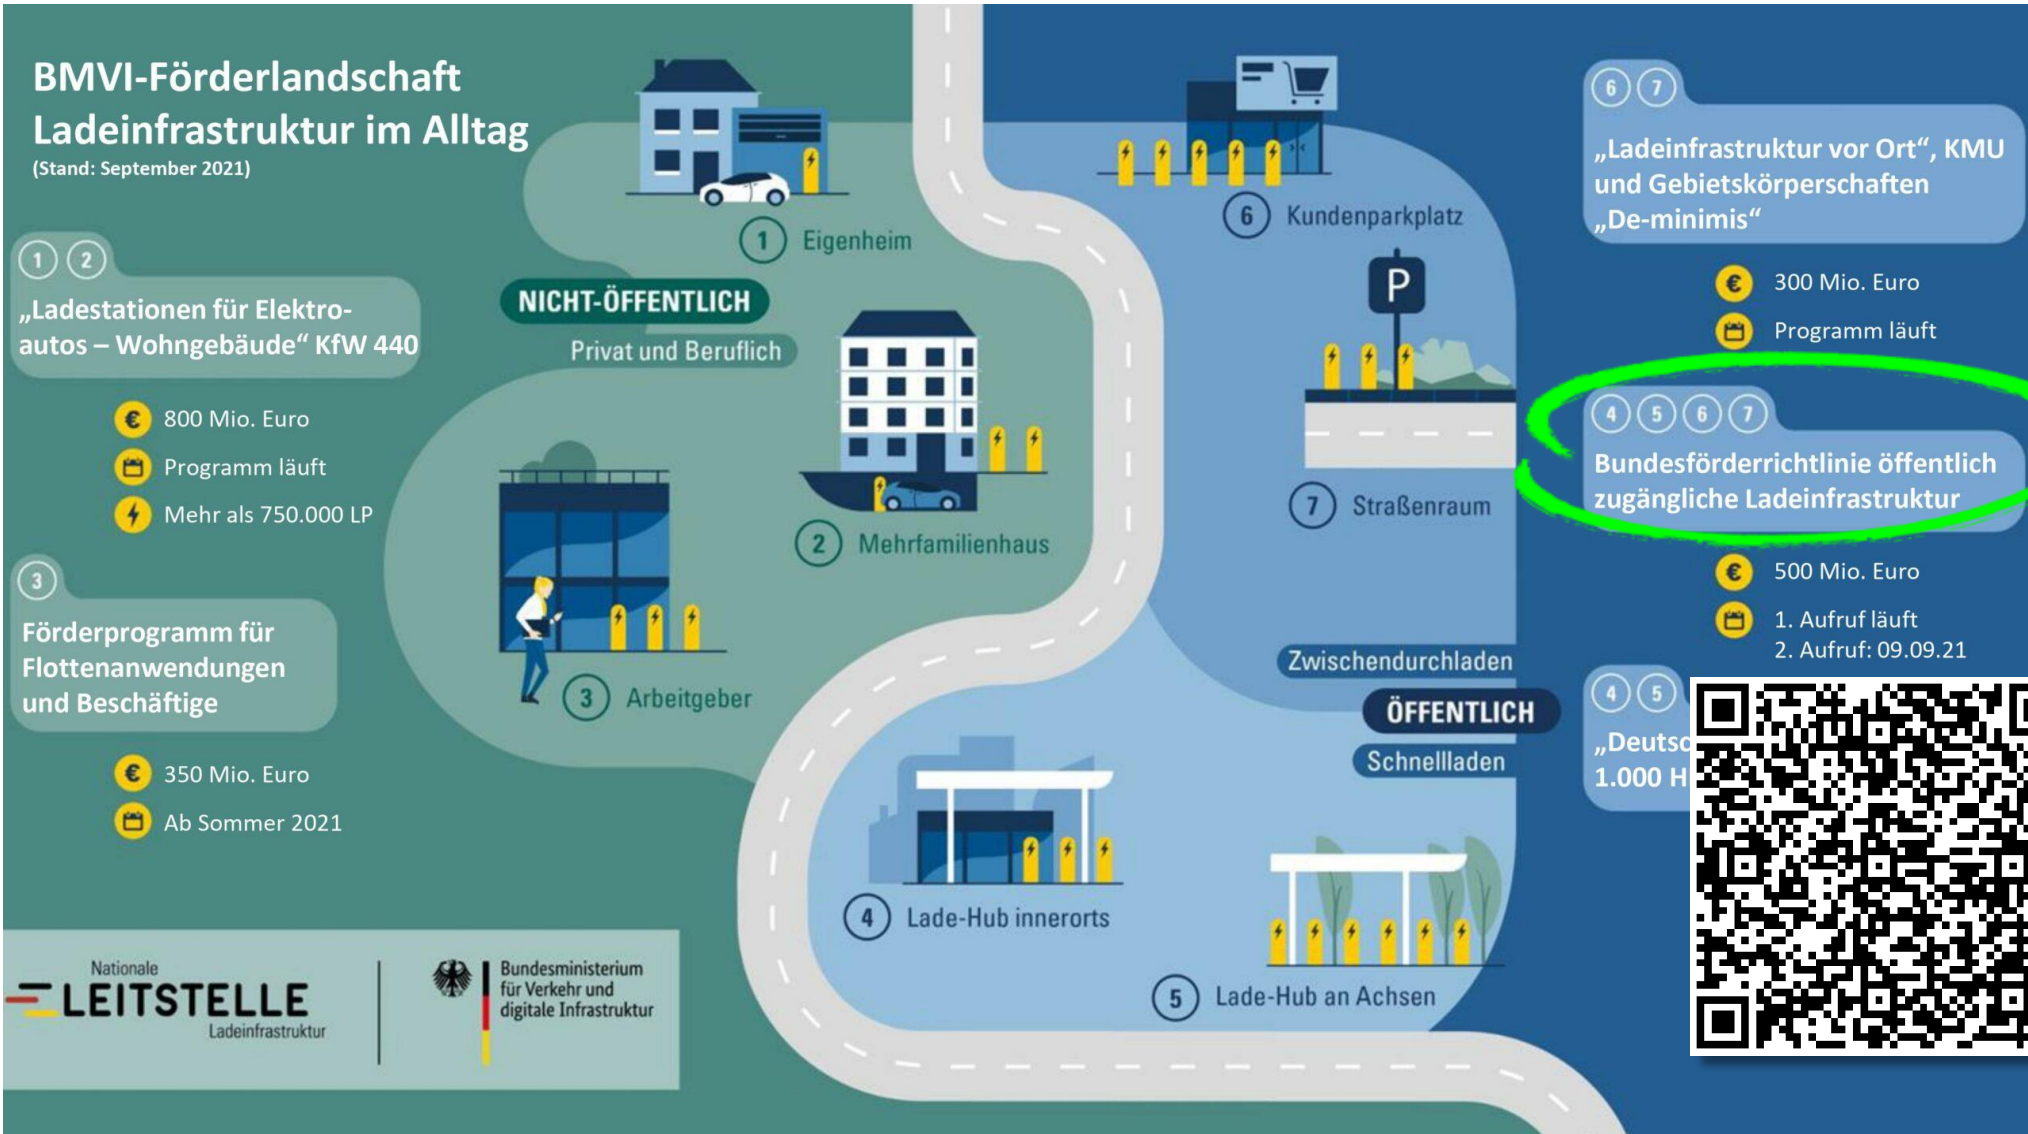 BMVI-Förderlandschaft
Ladeinfrastruktur im Alltag
(Stand: September 2021)
1 2
„Ladestationen für Elektro-
autos – Wohngebäude“ KfW 440
€ 800 Mio. Euro
Programm läuft
Mehr als 750.000 LP
3
Förderprogramm für
Flottenanwendungen
und Beschäftige
€ 350 Mio. Euro
Ab Sommer 2021
Nationale
LEITSTELLE
Ladeinfrastruktur
Bundesministerium
für Verkehr und
digitale Infrastruktur
1 Eigenheim
NICHT-ÖFFENTLICH
Privat und Beruflich
2 Mehrfamilienhaus
3 Arbeitgeber
6 Kundenparkplatz
P
7 Straßenraum
Zwischendurchladen
ÖFFENTLICH
Schnellladen
4 Lade-Hub innerorts
5 Lade-Hub an Achsen
6 7
„Ladeinfrastruktur vor Ort“, KMU
und Gebietskörperschaften
„De-minimis“
€ 300 Mio. Euro
Programm läuft
4 5 6 7
Bundesförderrichtlinie öffentlich
zugängliche Ladeinfrastruktur
€ 500 Mio. Euro
1. Aufruf läuft
2. Aufruf: 09.09.21
4 5
„Deutsc
1.000 H